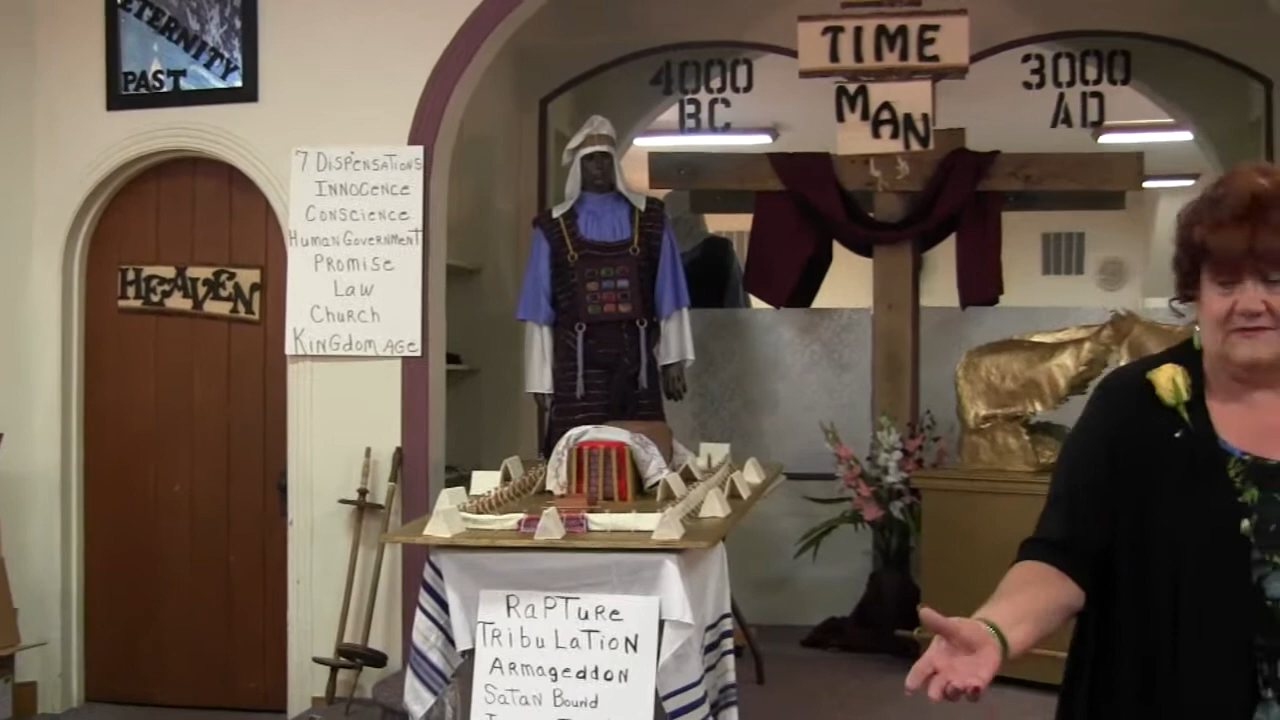 ETERNITY
PAST
HEAVEN
7 DISPENSATIONS
INNOCENCE
CONSCIENCE
HUMAN GOVERNMENT
PROMISE
LAW
CHURCH
KINGDOM AGE
TIME
MAN
4000
BC
3000
AD
RAPTURE
TRIBULATION
ARMAGEDDON
SATAN BOUND